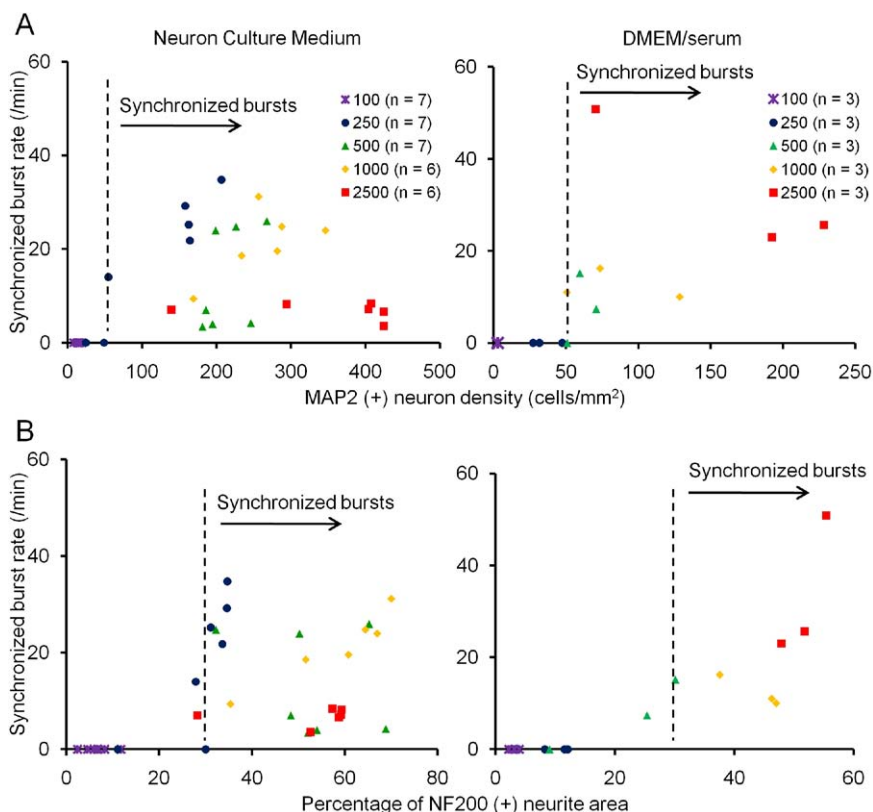 A
Neuron Culture Medium
DMEM/serum
Synchronized burst rate (/min)
60
40
20
0
Synchronized bursts
100 (n = 7)
250 (n = 7)
500 (n = 7)
1000 (n = 6)
2500 (n = 6)
0 100 200 300 400 500
60
40
20
0
Synchronized bursts
100 (n = 3)
250 (n = 3)
500 (n = 3)
1000 (n = 3)
2500 (n = 3)
0 50 100 150 200 250
MAP2 (+) neuron density (cells/mm²)
B
Synchronized burst rate (/min)
60
40
20
0
Synchronized bursts
0 20 40 60 80
60
40
20
0
Synchronized bursts
0 20 40 60
Percentage of NF200 (+) neurite area